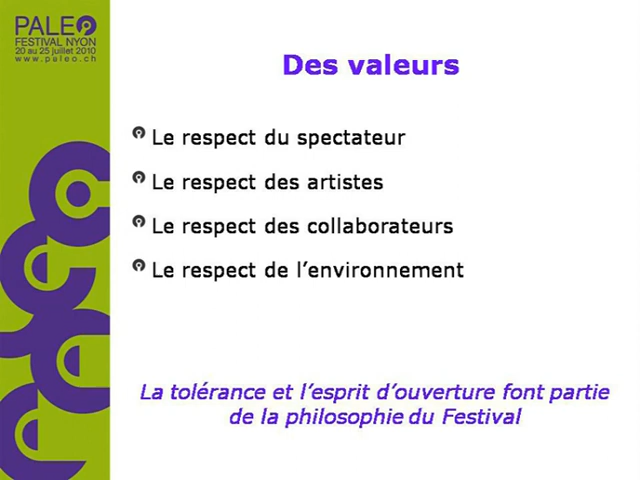 PALEO
FESTIVAL NYON
20 au 25 juillet 2010
www.paleo.ch
Des valeurs
Le respect du spectateur
Le respect des artistes
Le respect des collaborateurs
Le respect de l'environnement
La tolérance et l'esprit d'ouverture font partie
de la philosophie du Festival